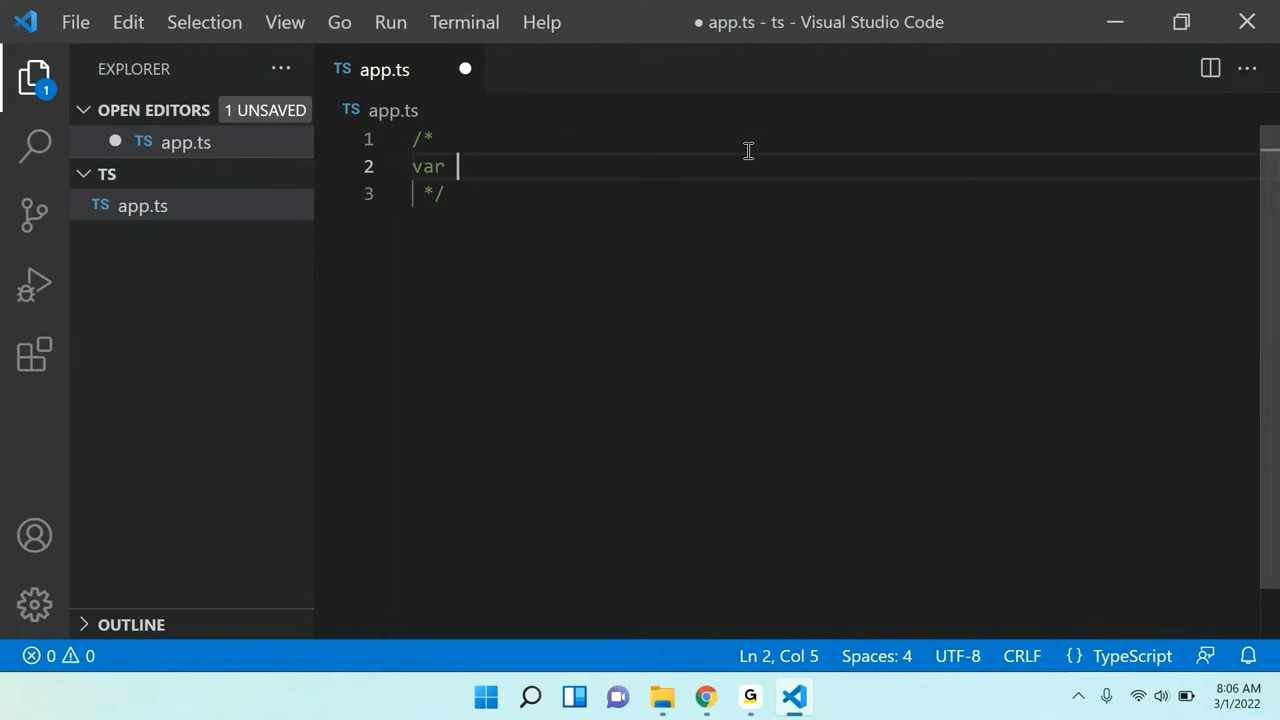 File Edit Selection View Go Run Terminal Help ● app.ts - ts - Visual Studio Code
EXPLORER ...
TS app.ts
1
OPEN EDITORS 1 UNSAVED
TS app.ts
TS app.ts
1 /*
TS
2 var
3 */
TS app.ts
OUTLINE
0 0 Ln 2, Col 5 Spaces: 4 UTF-8 CRLF {} TypeScript
G
8:06 AM
3/1/2022